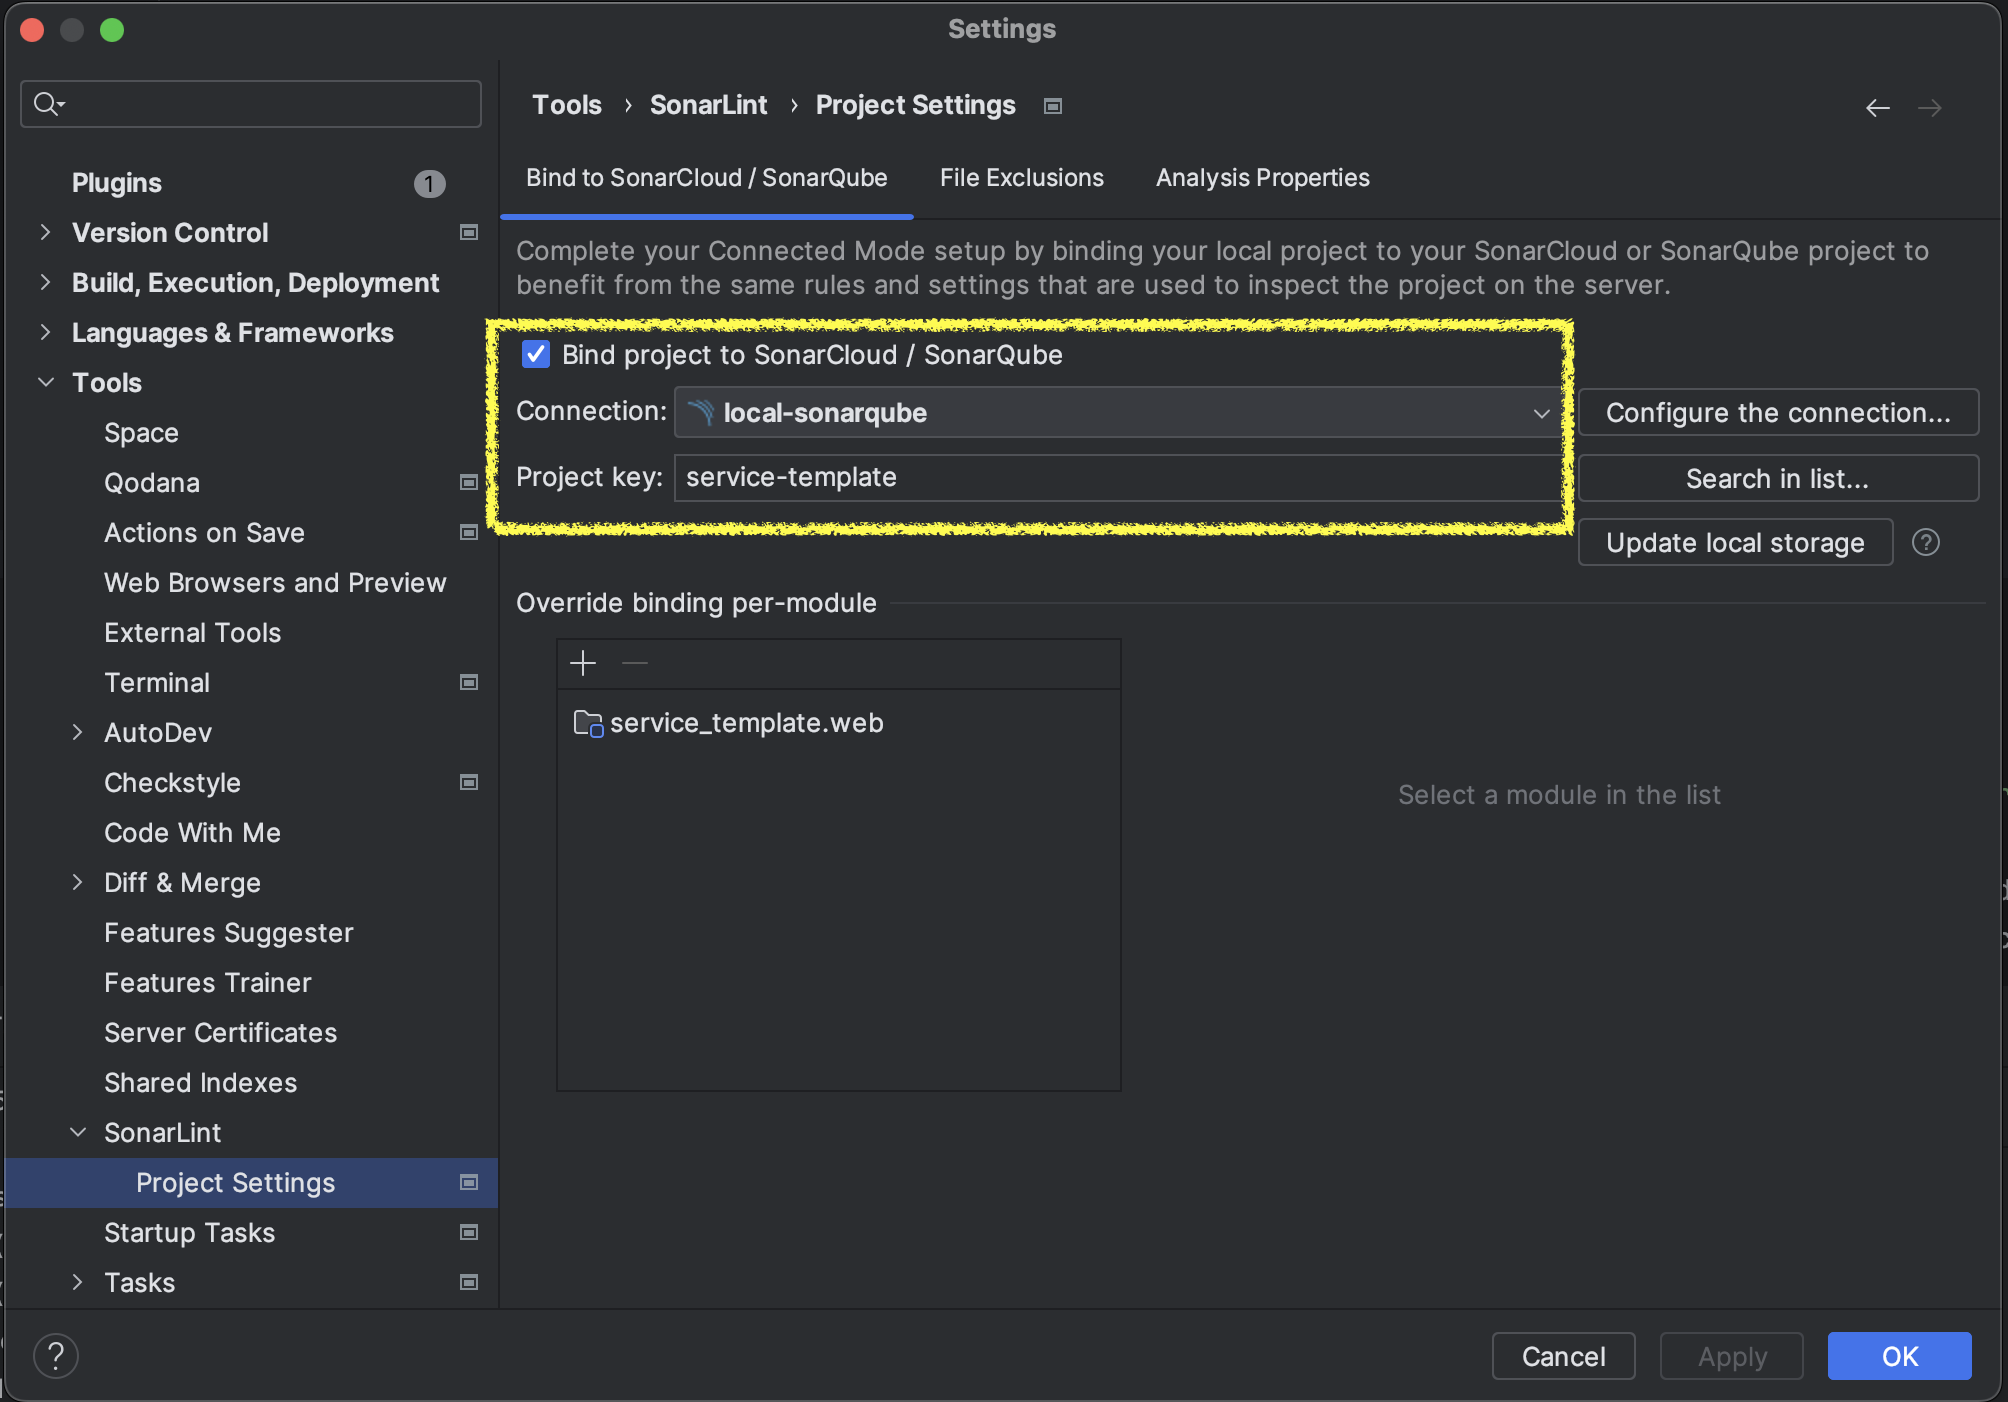 Settings
Plugins 1
Version Control
Build, Execution, Deployment
Languages & Frameworks
Tools
Space
Qodana
Actions on Save
Web Browsers and Preview
External Tools
Terminal
AutoDev
Checkstyle
Code With Me
Diff & Merge
Features Suggester
Features Trainer
Server Certificates
Shared Indexes
SonarLint
Project Settings
Startup Tasks
Tasks
Tools › SonarLint › Project Settings
Bind to SonarCloud / SonarQube File Exclusions Analysis Properties
Complete your Connected Mode setup by binding your local project to your SonarCloud or SonarQube project to
benefit from the same rules and settings that are used to inspect the project on the server.
Bind project to SonarCloud / SonarQube
Connection: local-sonarqube Configure the connection...
Project key: service-template Search in list...
Update local storage ?
Override binding per-module
service_template.web
Select a module in the list
? Cancel Apply OK